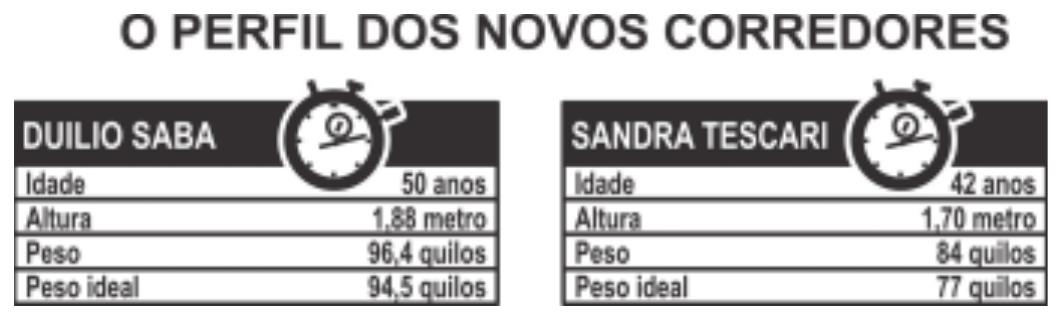 O PERFIL DOS NOVOS CORREDORES
DUILIO SABA
Idade 50 anos
Altura 1,88 metro
Peso 96,4 quilos
Peso ideal 94,5 quilos
SANDRA TESCARI
Idade 42 anos
Altura 1,70 metro
Peso 84 quilos
Peso ideal 77 quilos